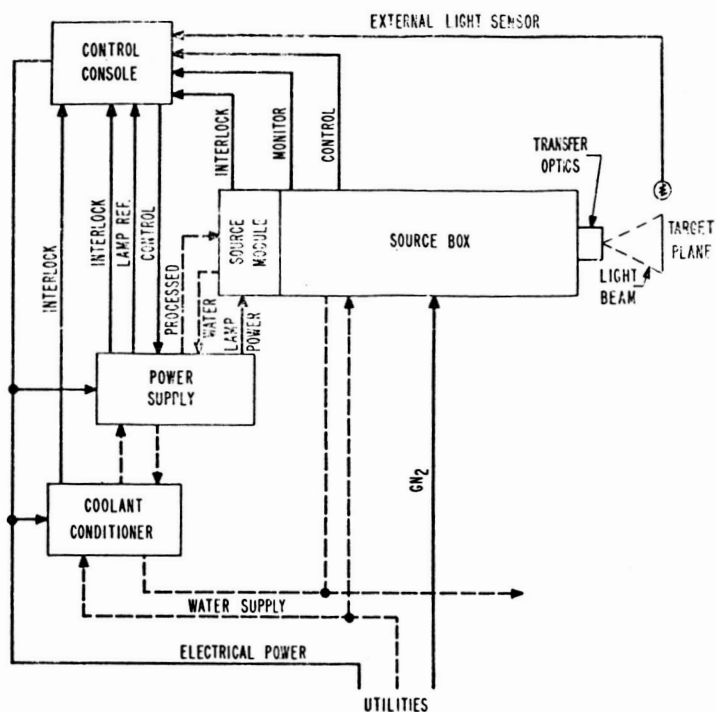 EXTERNAL LIGHT SENSOR
CONTROL
CONSOLE
INTERLOCK
MONITOR
CONTROL
TRANSFER
OPTICS
INTERLOCK
INTERLOCK
LAMP REF.
CONTROL
PROCESSED
WATER
SOURCE
MODULE
SOURCE BOX
TARGET
PLANE
LIGHT
BEAM
LAMP
POWER
POWER
SUPPLY
GN2
COOLANT
CONDITIONER
WATER SUPPLY
ELECTRICAL POWER
UTILITIES